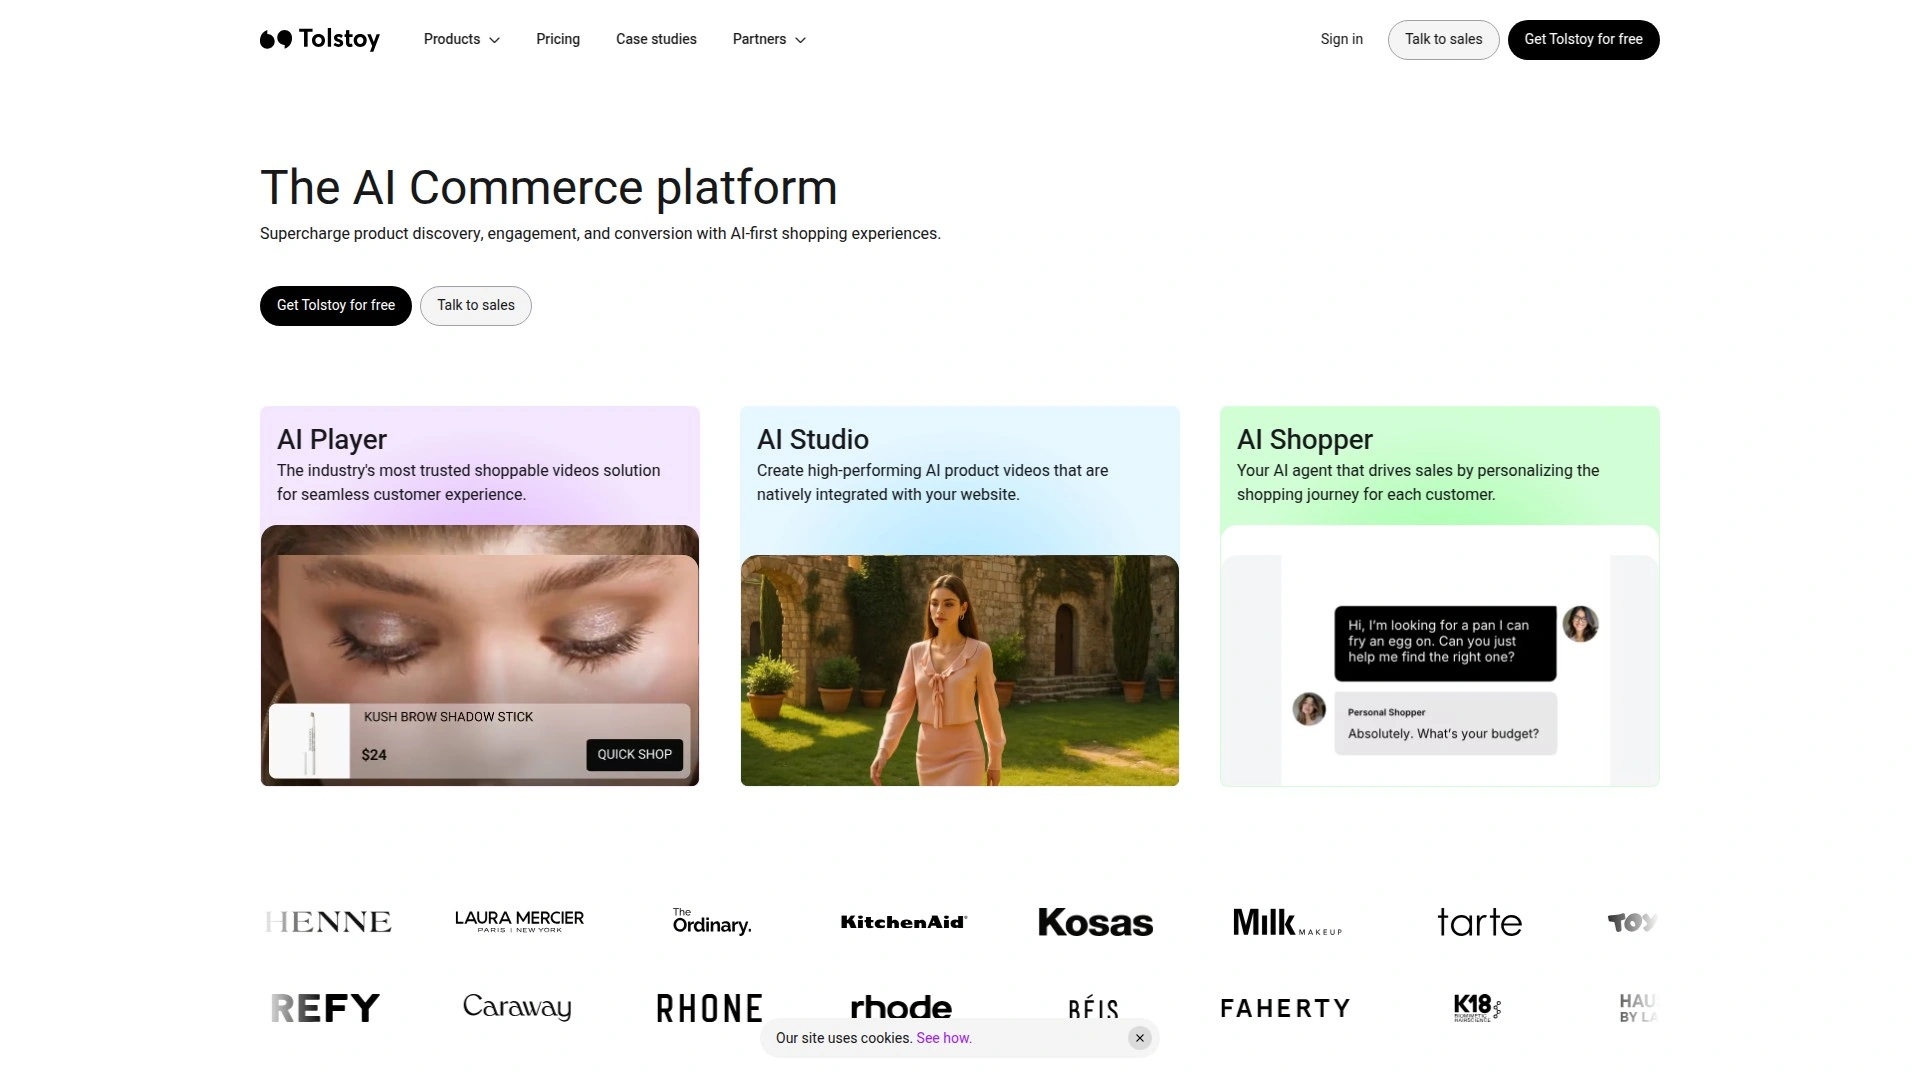 Tolstoy
Products
Pricing
Case studies
Partners
Sign in
Talk to sales
Get Tolstoy for free
The AI Commerce platform
Supercharge product discovery, engagement, and conversion with AI-first shopping experiences.
Get Tolstoy for free
Talk to sales
AI Player
The industry's most trusted shoppable videos solution
for seamless customer experience.
KUSH BROW SHADOW STICK
$24
QUICK SHOP
AI Studio
Create high-performing AI product videos that are
natively integrated with your website.
AI Shopper
Your AI agent that drives sales by personalizing the
shopping journey for each customer.
Hi, I'm looking for a pan I can
fry an egg on. Can you just
help me find the right one?
Personal Shopper
Absolutely. What's your budget?
HENNE
LAURA MERCIER
PARIS | NEW YORK
The
Ordinary.
KitchenAid
Kosas
Milk MAKEUP
tarte
TOY
REFY
Caraway
RHONE
rhode
BÉIS
FAHERTY
K18
BIOMIMETIC
HAIRSCIENCE
HAU
BY LA
Our site uses cookies. See how.